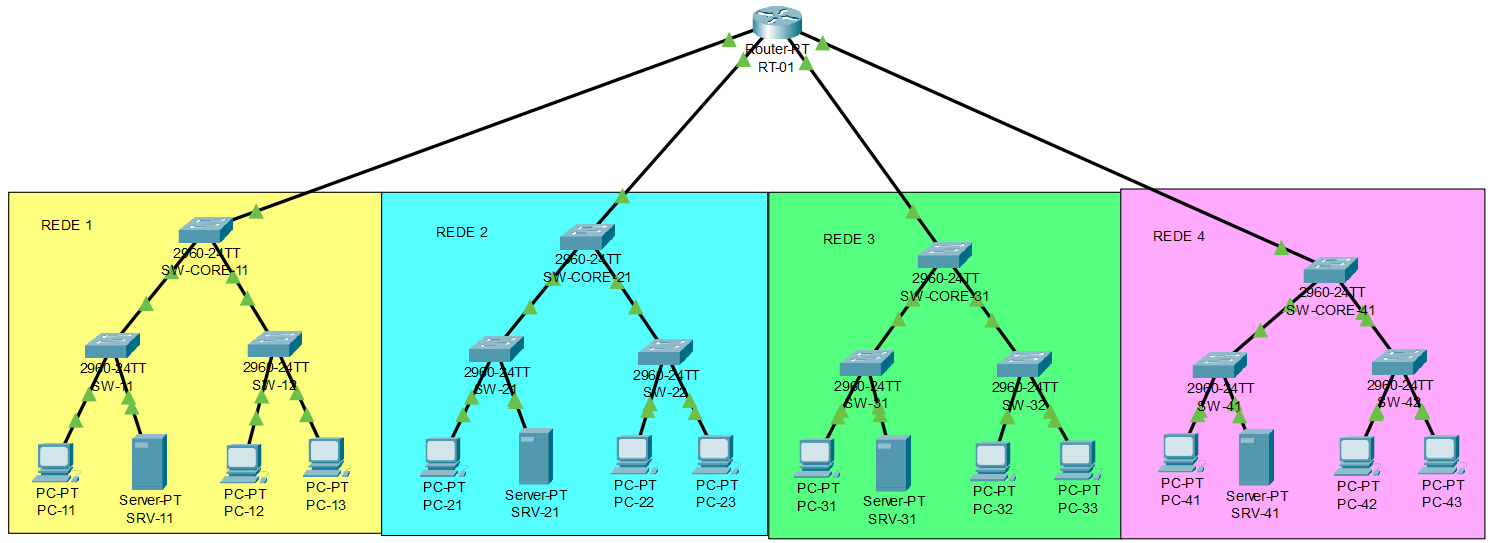 Router-PT
RT-01
REDE 1
2960-24TT
SW-CORE-11
2960-24TT
SW-11
2960-24TT
SW-12
PC-PT
PC-11
Server-PT
SRV-11
PC-PT
PC-12
PC-PT
PC-13
REDE 2
2960-24TT
SW-CORE-21
2960-24TT
SW-21
2960-24TT
SW-22
PC-PT
PC-21
Server-PT
SRV-21
PC-PT
PC-22
PC-PT
PC-23
REDE 3
2960-24TT
SW-CORE-31
2960-24TT
SW-31
2960-24TT
SW-32
PC-PT
PC-31
Server-PT
SRV-31
PC-PT
PC-32
PC-PT
PC-33
REDE 4
2960-24TT
SW-CORE-41
2960-24TT
SW-41
2960-24TT
SW-42
PC-PT
PC-41
Server-PT
SRV-41
PC-PT
PC-42
PC-PT
PC-43